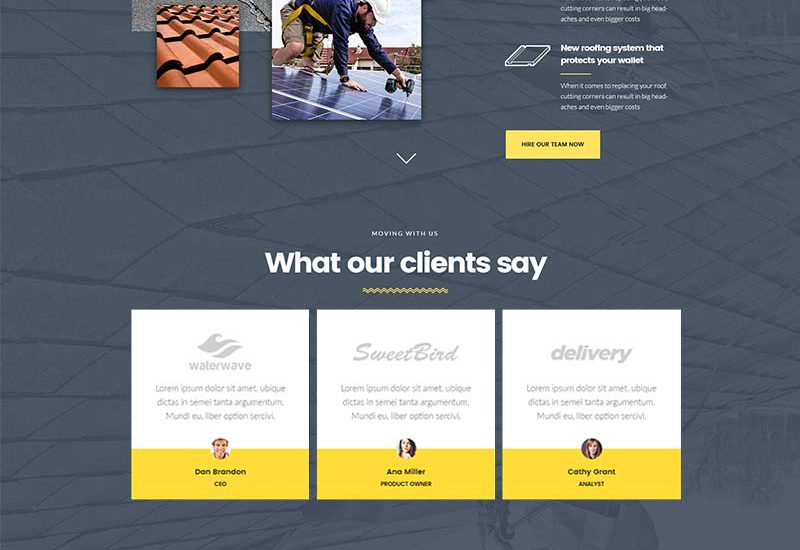 cutting corners can result in big head-
aches and even bigger costs
New roofing system that
protects your wallet
When it comes to replacing your roof,
cutting corners can result in big head-
aches and even bigger costs
HIRE OUR TEAM NOW
MOVING WITH US
What our clients say
waterwave
Lorem ipsum dolor sit amet, ubique
dictas in semel tanta argumentum,
Mundi eu, liber option sercivi.
Dan Brandon
CEO
SweetBird
Lorem ipsum dolor sit amet, ubique
dictas in semei tanta argumentum,
Mundi eu, liber option sercivi.
Ana Miller
PRODUCT OWNER
delivery
Lorem ipsum dolor sit amet, ubique
dictas in semel tanta argumentum,
Mundi eu, liber option sercivi.
Cathy Grant
ANALYST